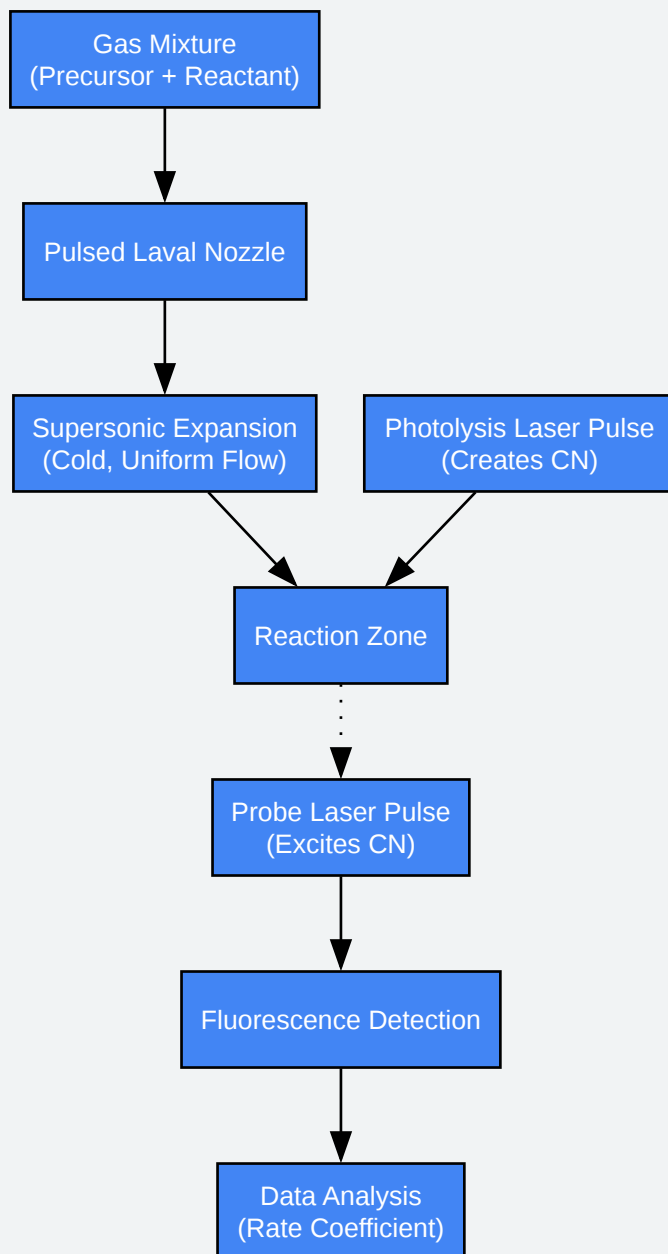 Gas Mixture
(Precursor + Reactant)
Pulsed Laval Nozzle
Supersonic Expansion
(Cold, Uniform Flow)
Photolysis Laser Pulse
(Creates CN)
Reaction Zone
Probe Laser Pulse
(Excites CN)
Fluorescence Detection
Data Analysis
(Rate Coefficient)